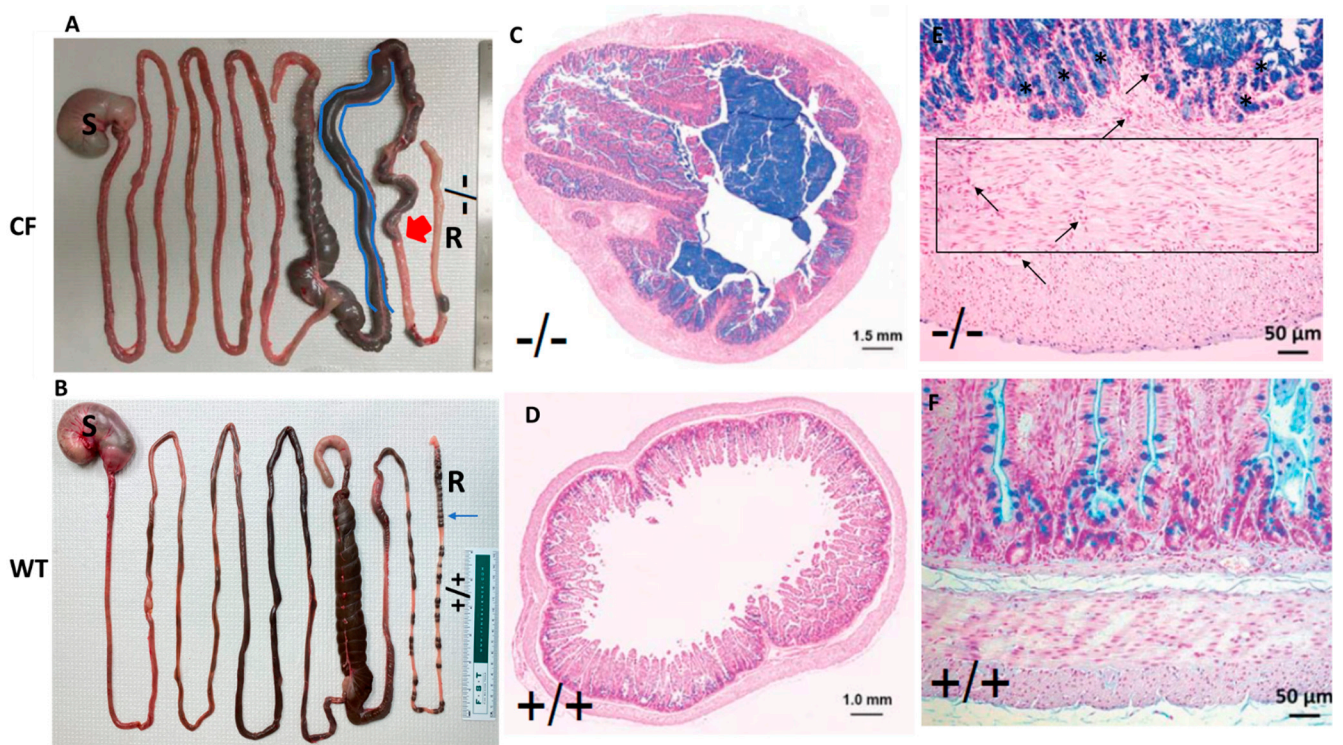 A
S
-/-
R
CF
B
S
R
+/+
F·S·T
WT
C
-/-
1.5 mm
D
+/+
1.0 mm
E
* * * * *
-/-
50 µm
F
+/+
50 µm